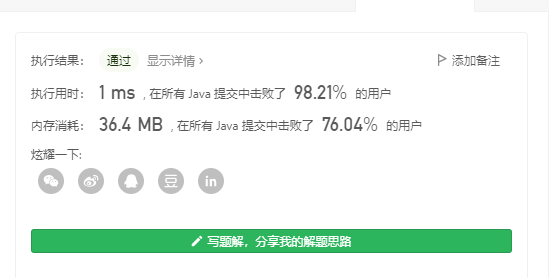 执行结果： 通过 显示详情 › 添加备注
执行用时： 1 ms , 在所有 Java 提交中击败了 98.21% 的用户
内存消耗： 36.4 MB , 在所有 Java 提交中击败了 76.04% 的用户
炫耀一下:
豆 in
写题解，分享我的解题思路